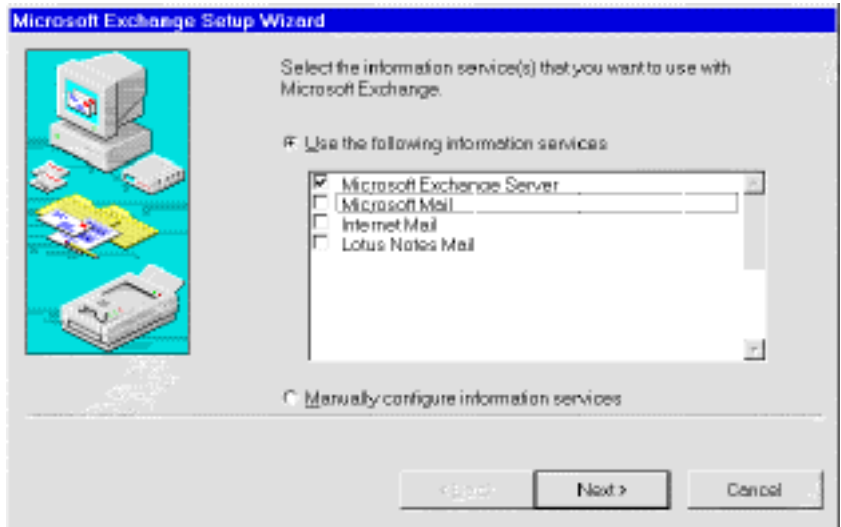 Microsoft Exchange Setup Wizard
Select the information service(s) that you want to use with
Microsoft Exchange.
Use the following information services
Microsoft Exchange Server
Microsoft Mail
Internet Mail
Lotus Notes Mail
Manually configure information services
< Back
Next >
Cancel